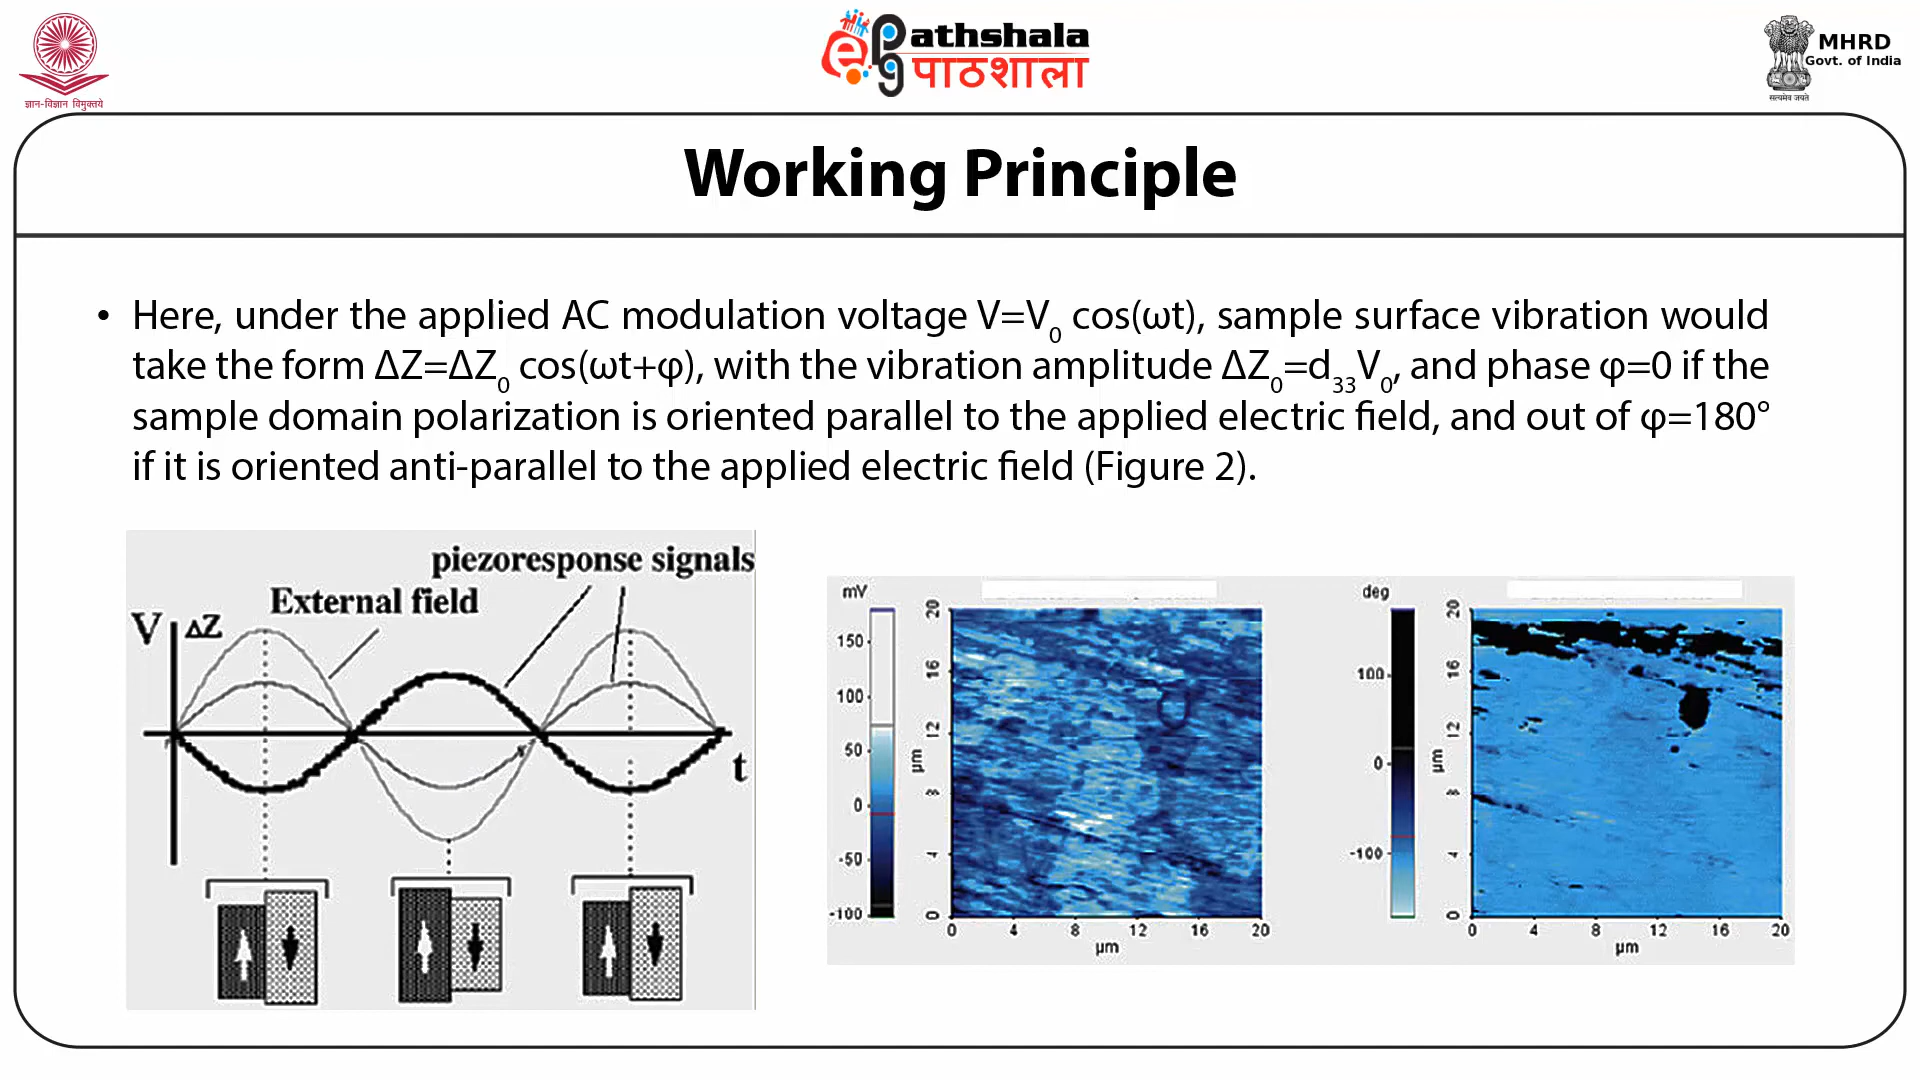 ज्ञान-विज्ञान विमुक्तये
ePathshala
पाठशाला
MHRD
Govt. of India
सत्यमेव जयते
Working Principle
• Here, under the applied AC modulation voltage V=V₀ cos(ωt), sample surface vibration would
take the form ΔZ=ΔZ₀ cos(ωt+φ), with the vibration amplitude ΔZ₀=d₃₃V₀, and phase φ=0 if the
sample domain polarization is oriented parallel to the applied electric field, and out of φ=180°
if it is oriented anti-parallel to the applied electric field (Figure 2).
piezoresponse signals
External field
V ΔZ
t
mV
150
100
50
0
-50
-100
20
16
12
8
4
0
µm
0 4 8 12 16 20
µm
deg
100
0
-100
20
16
12
8
4
0
µm
0 4 8 12 16 20
µm